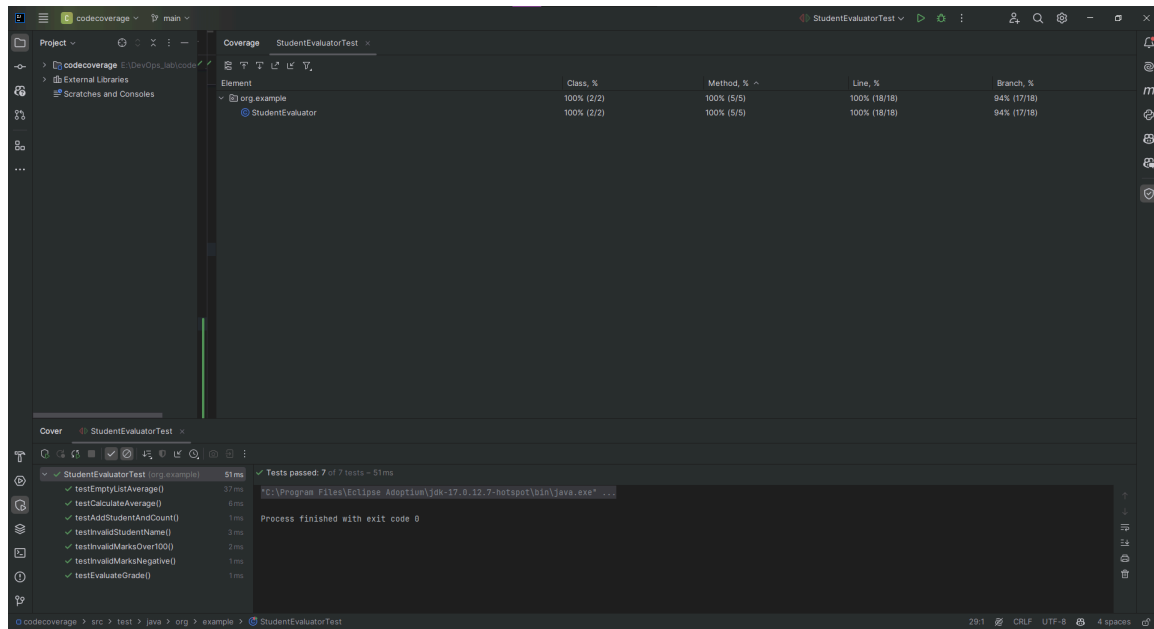 C codecoverage main StudentEvaluatorTest
Project
Coverage StudentEvaluatorTest ×
codecoverage E:\DevOps_lab\code
External Libraries
Scratches and Consoles
Element Class, % Method, % Line, % Branch, %
org.example 100% (2/2) 100% (5/5) 100% (18/18) 94% (17/18)
StudentEvaluator 100% (2/2) 100% (5/5) 100% (18/18) 94% (17/18)
Cover StudentEvaluatorTest ×
StudentEvaluatorTest (org.example) 51 ms
testEmptyListAverage() 37 ms
testCalculateAverage() 6 ms
testAddStudentAndCount() 1 ms
testInvalidStudentName() 3 ms
testInvalidMarksOver100() 2 ms
testInvalidMarksNegative() 1 ms
testEvaluateGrade() 1 ms
Tests passed: 7 of 7 tests – 51 ms
"C:\Program Files\Eclipse Adoptium\jdk-17.0.12.7-hotspot\bin\java.exe" ...
Process finished with exit code 0
codecoverage > src > test > java > org > example > StudentEvaluatorTest 29:1 CRLF UTF-8 4 spaces